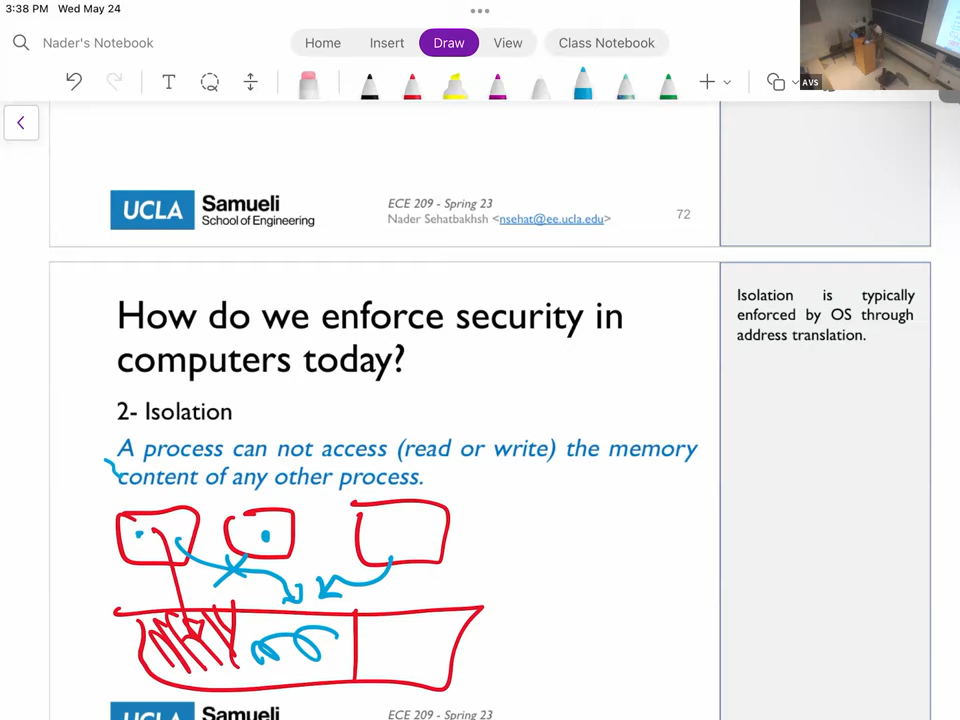 3:38 PM Wed May 24
Nader's Notebook
Home Insert Draw View Class Notebook
T
AVS
UCLA Samueli
School of Engineering
ECE 209 - Spring 23
Nader Sehatbakhsh <nsehat@ee.ucla.edu>
72
How do we enforce security in
computers today?
2- Isolation
A process can not access (read or write) the memory
content of any other process.
Isolation is typically
enforced by OS through
address translation.
UCLA Samueli
ECE 209 - Spring 23